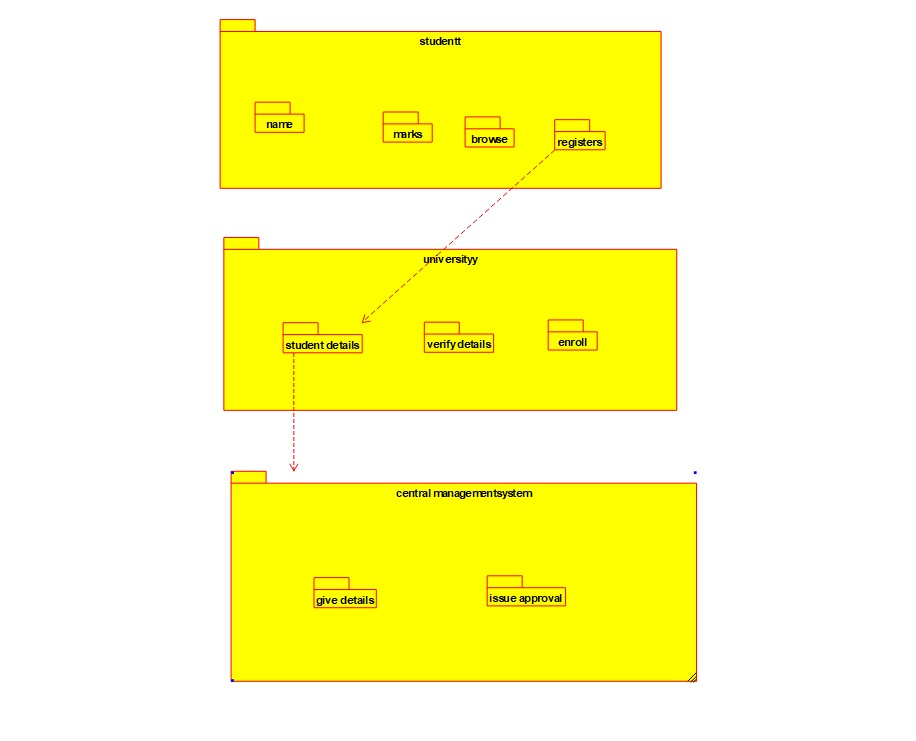 studentt
name
marks
browse
registers
universityy
student details
verify details
enroll
central managementsystem
give details
issue approval